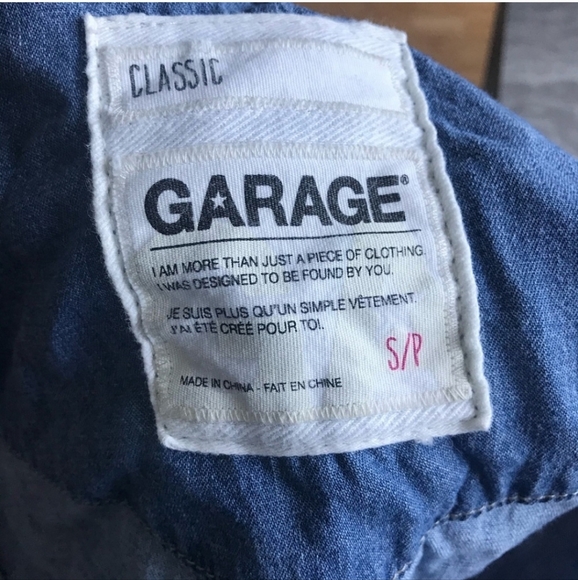 CLASSIC
GARAGE®
I AM MORE THAN JUST A PIECE OF CLOTHING.
I WAS DESIGNED TO BE FOUND BY YOU.
JE SUIS PLUS QU'UN SIMPLE VÊTEMENT.
J'AI ÉTÉ CRÉÉ POUR TOI.
S/P
MADE IN CHINA - FAIT EN CHINE